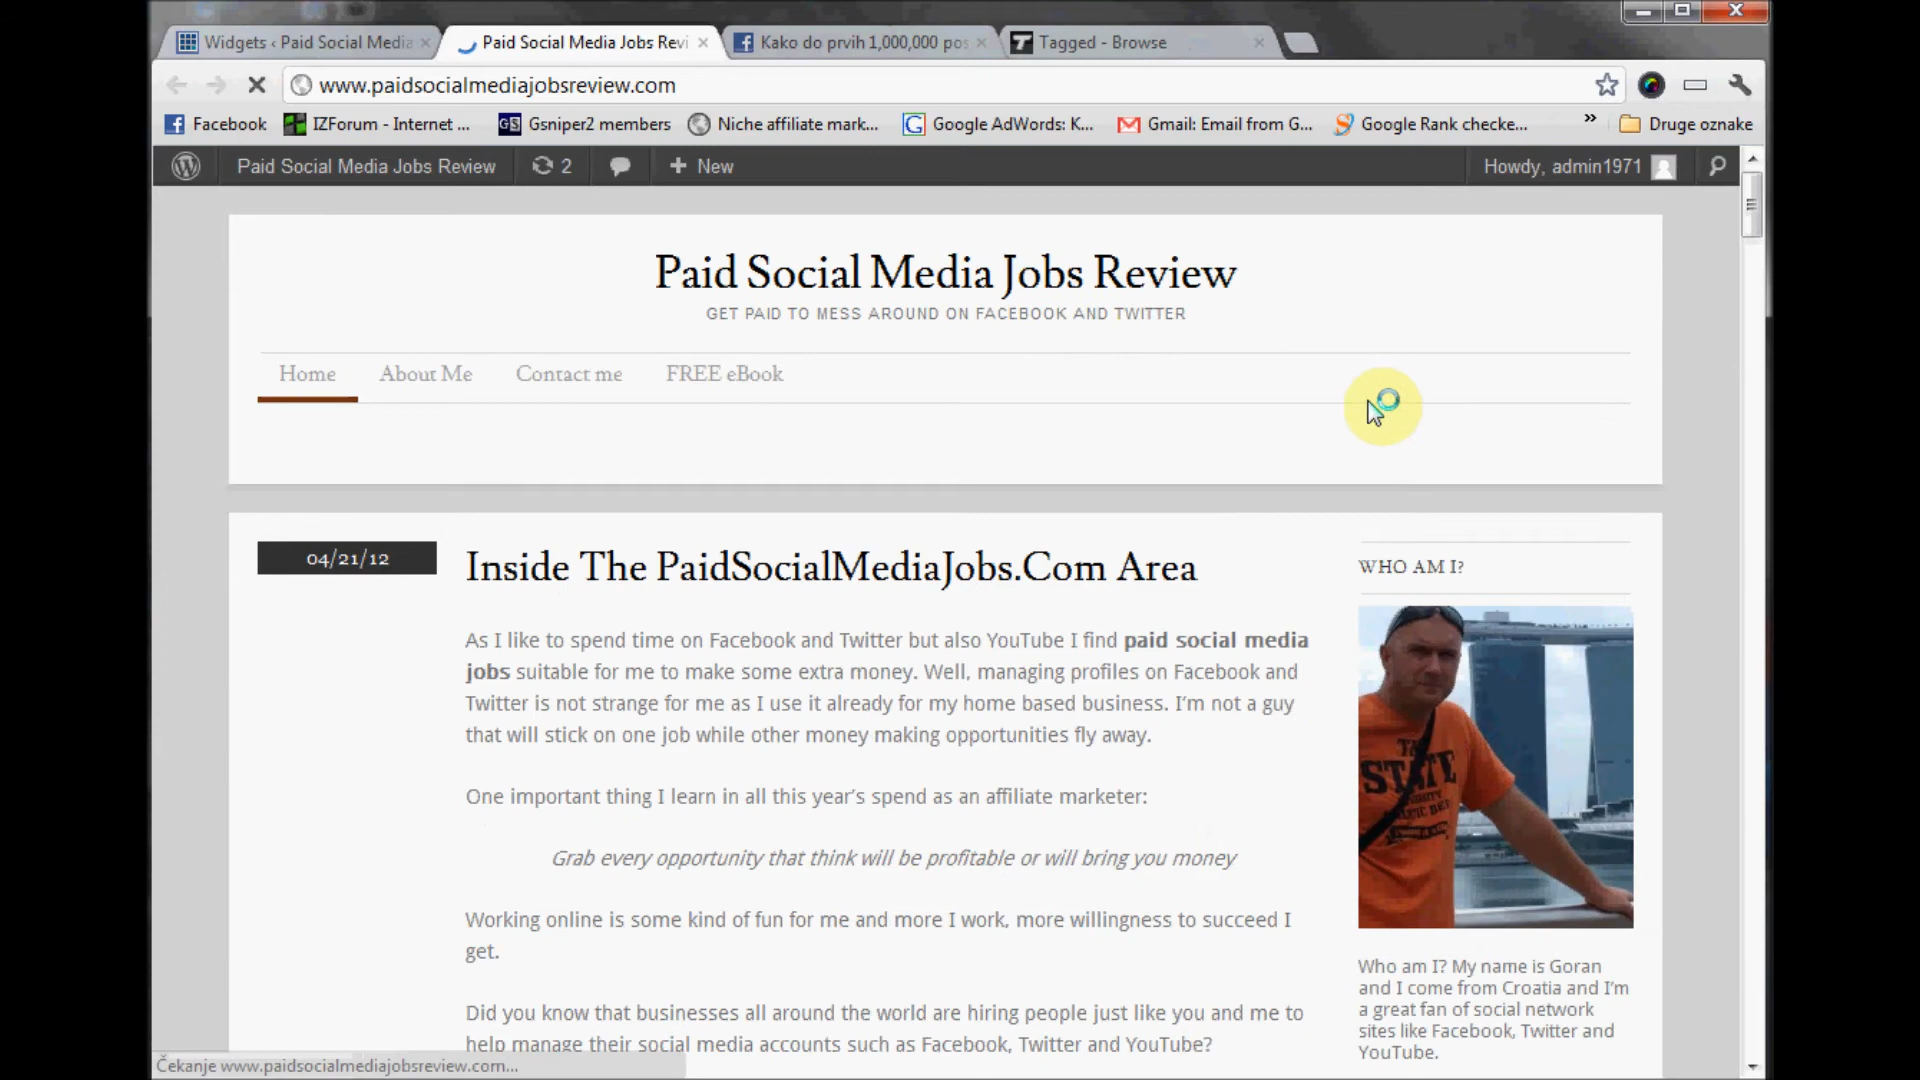 Widgets ‹ Paid Social Media
Paid Social Media Jobs Revi
Kako do prvih 1,000,000 pos
Tagged - Browse
www.paidsocialmediajobsreview.com
Facebook
IZForum - Internet ...
Gsniper2 members
Niche affiliate mark...
Google AdWords: K...
Gmail: Email from G...
Google Rank checke...
Druge oznake
Paid Social Media Jobs Review
2
New
Howdy, admin1971
Paid Social Media Jobs Review
GET PAID TO MESS AROUND ON FACEBOOK AND TWITTER
Home
About Me
Contact me
FREE eBook
04/21/12
Inside The PaidSocialMediaJobs.Com Area
As I like to spend time on Facebook and Twitter but also YouTube I find paid social media
jobs suitable for me to make some extra money. Well, managing profiles on Facebook and
Twitter is not strange for me as I use it already for my home based business. I'm not a guy
that will stick on one job while other money making opportunities fly away.
One important thing I learn in all this year's spend as an affiliate marketer:
Grab every opportunity that think will be profitable or will bring you money
Working online is some kind of fun for me and more I work, more willingness to succeed I
get.
Did you know that businesses all around the world are hiring people just like you and me to
help manage their social media accounts such as Facebook, Twitter and YouTube?
WHO AM I?
STATE
Who am I? My name is Goran
and I come from Croatia and I'm
a great fan of social network
sites like Facebook, Twitter and
YouTube.
Čekanje www.paidsocialmediajobsreview.com...